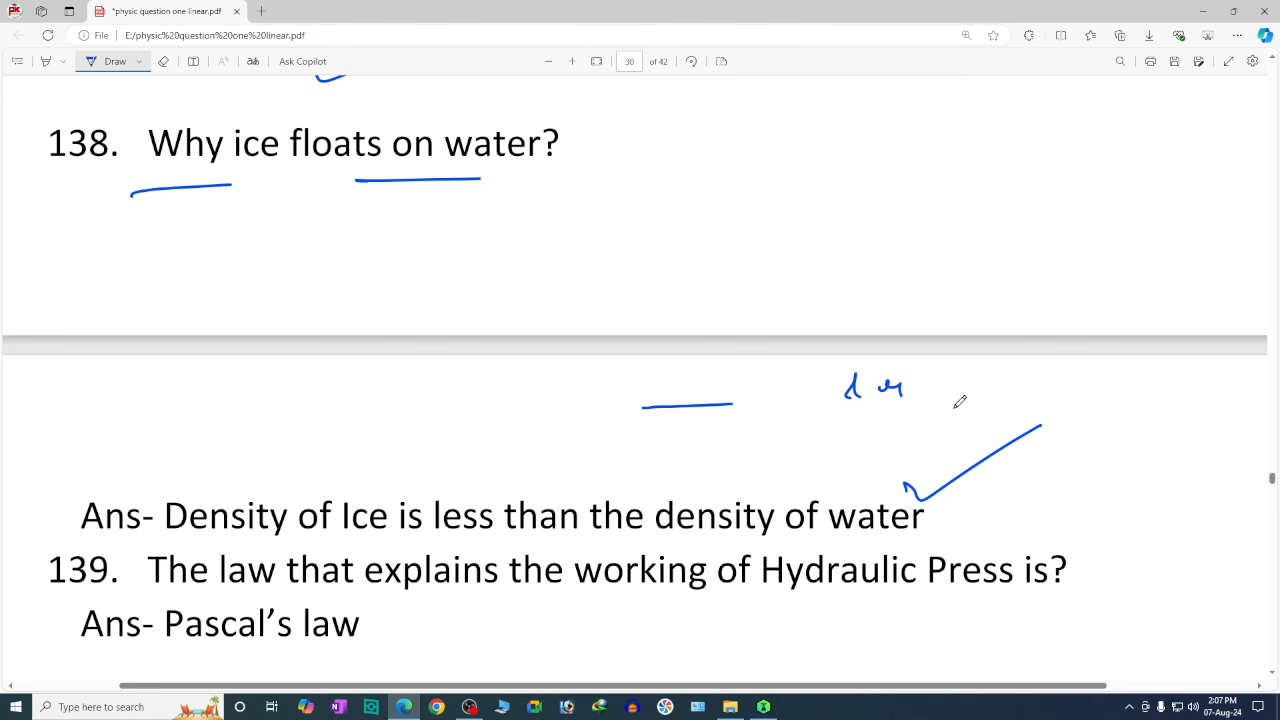 *physic question one linear.pdf
File E:/physic%20question%20one%20linear.pdf
Draw Ask Copilot 30 of 42
138. Why ice floats on water?
Ans- Density of Ice is less than the density of water
139. The law that explains the working of Hydraulic Press is?
Ans- Pascal’s law
Type here to search
2:07 PM
07-Aug-24